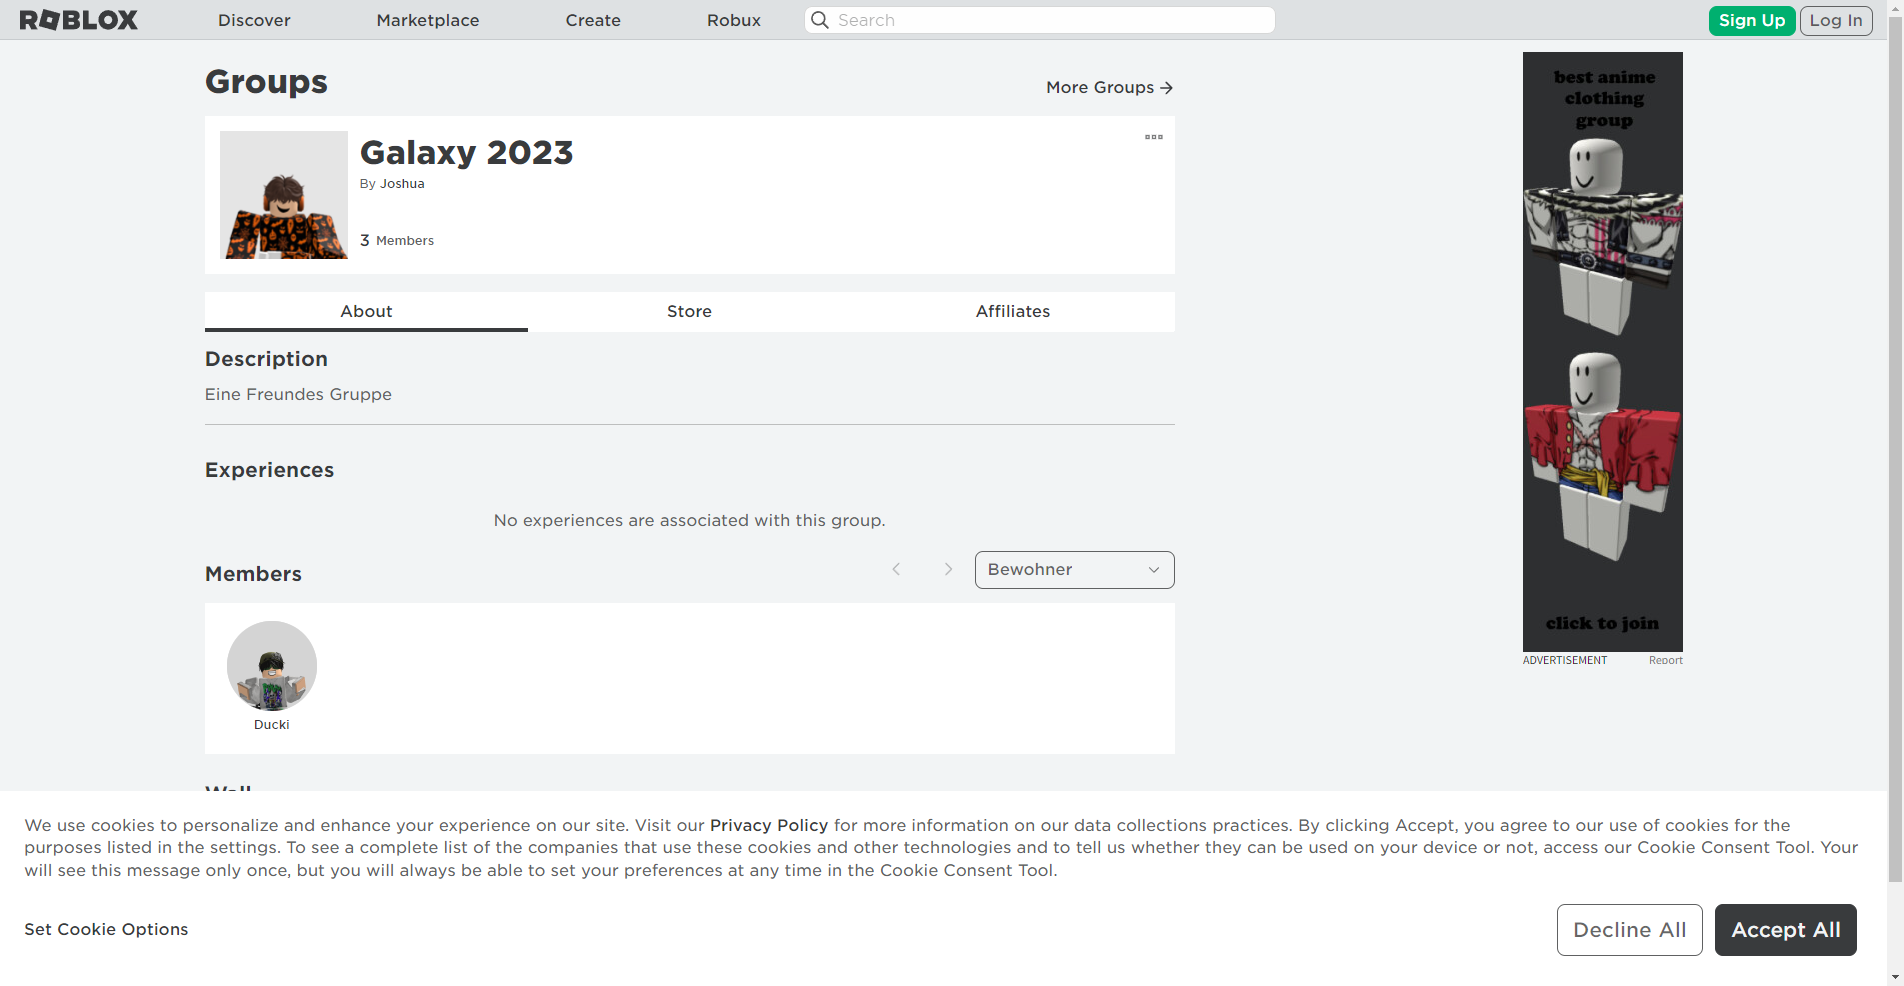 ROBLOX
Discover
Marketplace
Create
Robux
Search
Sign Up
Log In
Groups
More Groups
Galaxy 2023
By Joshua
3 Members
About
Store
Affiliates
Description
Eine Freundes Gruppe
Experiences
No experiences are associated with this group.
Members
Bewohner
Ducki
best anime
clothing
group
click to join
ADVERTISEMENT
Report
Wall
We use cookies to personalize and enhance your experience on our site. Visit our Privacy Policy for more information on our data collections practices. By clicking Accept, you agree to our use of cookies for the
purposes listed in the settings. To see a complete list of the companies that use these cookies and other technologies and to tell us whether they can be used on your device or not, access our Cookie Consent Tool. Your
will see this message only once, but you will always be able to set your preferences at any time in the Cookie Consent Tool.
Set Cookie Options
Decline All
Accept All